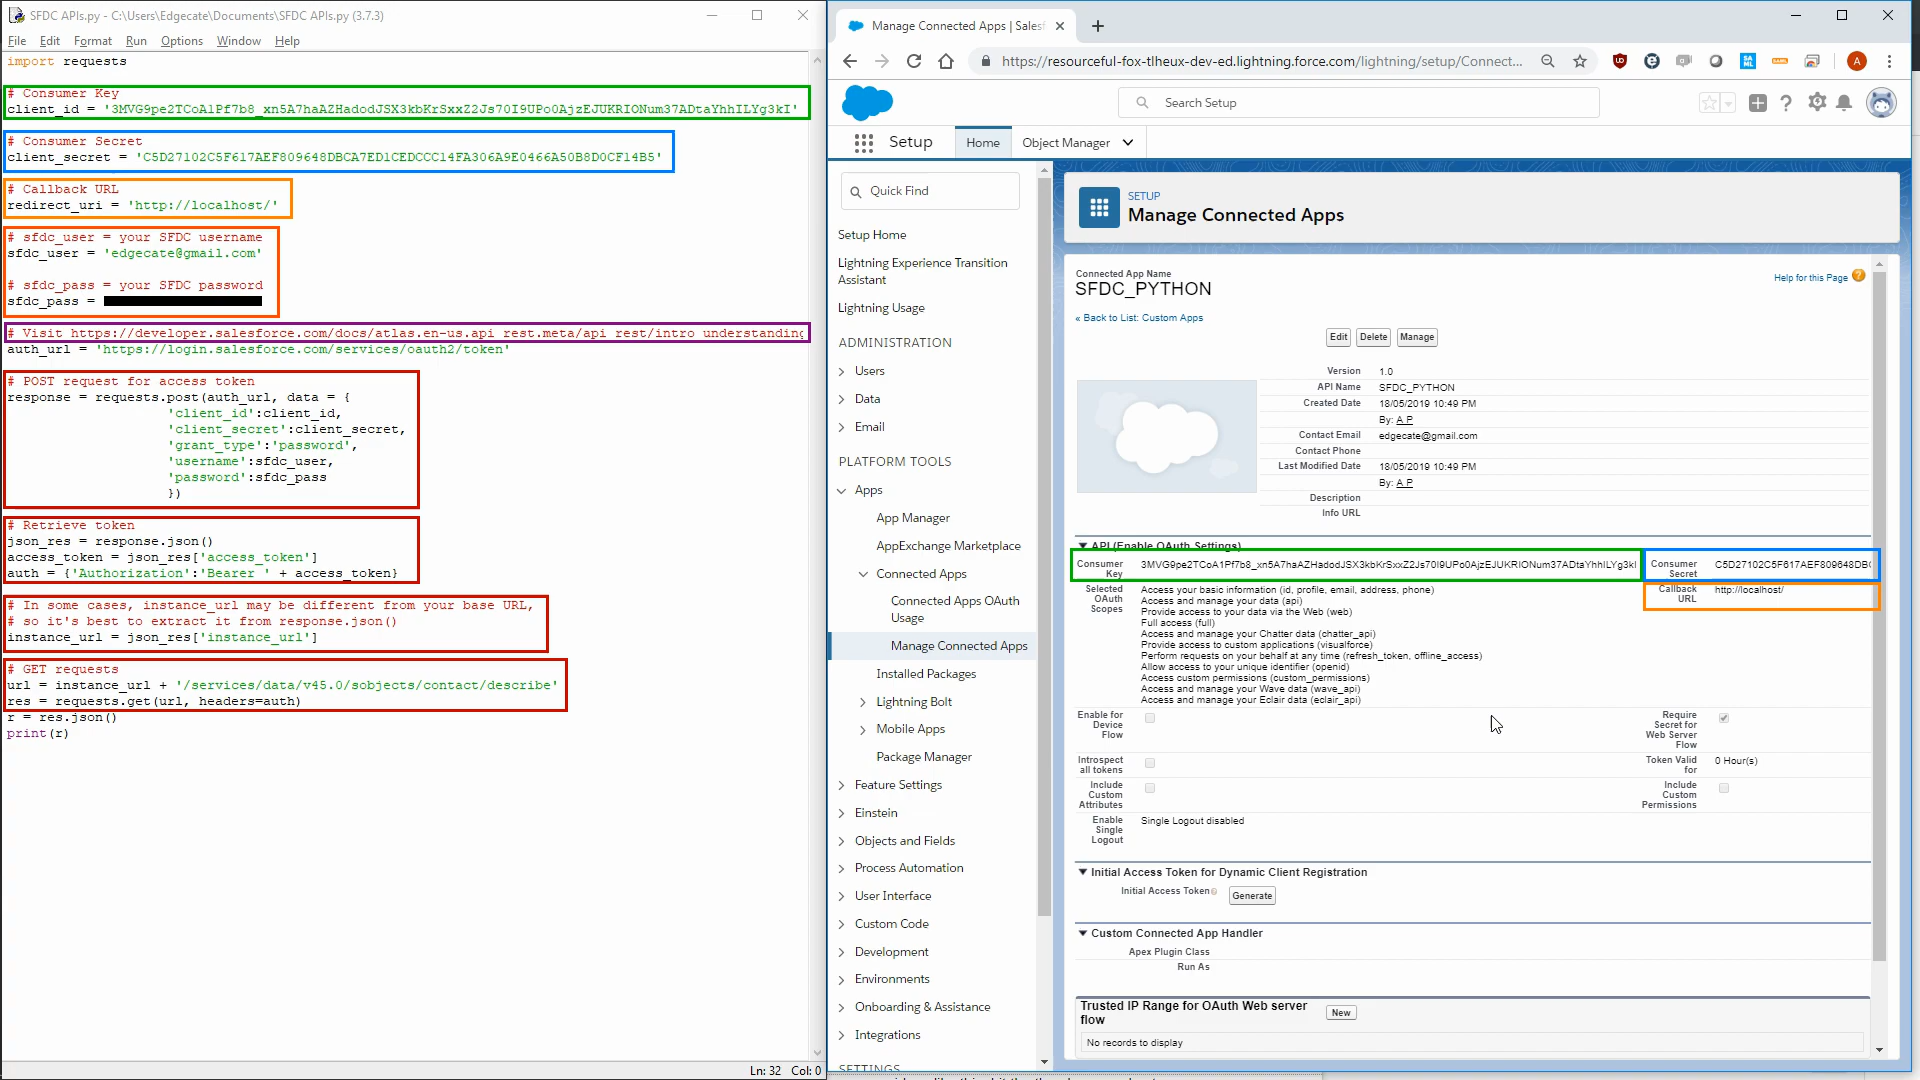 SFDC APIs.py - C:\Users\Edgecate\Documents\SFDC APIs.py (3.7.3)
File Edit Format Run Options Window Help
import requests
# Consumer Key
client_id = '3MVG9pe2TCoA1Pf7b8_xn5A7haAZHadodJSX3kbKrSxxZ2Js70I9UPo0AjzEJUKRIONum37ADtaYhhILYg3kI'
# Consumer Secret
client_secret = 'C5D27102C5F617AEF809648DBCA7ED1CEDCCC14FA306A9E0466A50B8D0CF14B5'
# Callback URL
redirect_uri = 'http://localhost/'
# sfdc_user = your SFDC username
sfdc_user = 'edgecate@gmail.com'
# sfdc_pass = your SFDC password
sfdc_pass =
# Visit https://developer.salesforce.com/docs/atlas.en-us.api_rest.meta/api_rest/intro_understanding
auth_url = 'https://login.salesforce.com/services/oauth2/token'
# POST request for access token
response = requests.post(auth_url, data = {
'client_id':client_id,
'client_secret':client_secret,
'grant_type':'password',
'username':sfdc_user,
'password':sfdc_pass
})
# Retrieve token
json_res = response.json()
access_token = json_res['access_token']
auth = {'Authorization':'Bearer ' + access_token}
# In some cases, instance_url may be different from your base URL,
# so it's best to extract it from response.json()
instance_url = json_res['instance_url']
# GET requests
url = instance_url + '/services/data/v45.0/sobjects/contact/describe'
res = requests.get(url, headers=auth)
r = res.json()
print(r)
Ln: 32 Col: 0
Manage Connected Apps | Salesf
https://resourceful-fox-tlheux-dev-ed.lightning.force.com/lightning/setup/Connect...
A
Search Setup
Setup
Home
Object Manager
Quick Find
Setup Home
Lightning Experience Transition
Assistant
Lightning Usage
ADMINISTRATION
Users
Data
Email
PLATFORM TOOLS
Apps
App Manager
AppExchange Marketplace
Connected Apps
Connected Apps OAuth
Usage
Manage Connected Apps
Installed Packages
Lightning Bolt
Mobile Apps
Package Manager
Feature Settings
Einstein
Objects and Fields
Process Automation
User Interface
Custom Code
Development
Environments
Onboarding & Assistance
Integrations
SETTINGS
SETUP
Manage Connected Apps
Connected App Name
SFDC_PYTHON
Help for this Page
« Back to List: Custom Apps
Edit Delete Manage
Version 1.0
API Name SFDC_PYTHON
Created Date 18/05/2019 10:49 PM
By: A P
Contact Email edgecate@gmail.com
Contact Phone
Last Modified Date 18/05/2019 10:49 PM
By: A P
Description
Info URL
API (Enable OAuth Settings)
Consumer Key 3MVG9pe2TCoA1Pf7b8_xn5A7haAZHadodJSX3kbKrSxxZ2Js70I9UPo0AjzEJUKRIONum37ADtaYhhILYg3kI
Consumer Secret C5D27102C5F617AEF809648DBC
Selected OAuth Scopes
Access your basic information (id, profile, email, address, phone)
Access and manage your data (api)
Provide access to your data via the Web (web)
Full access (full)
Access and manage your Chatter data (chatter_api)
Provide access to custom applications (visualforce)
Perform requests on your behalf at any time (refresh_token, offline_access)
Allow access to your unique identifier (openid)
Access custom permissions (custom_permissions)
Access and manage your Wave data (wave_api)
Access and manage your Eclair data (eclair_api)
Callback URL http://localhost/
Enable for Device Flow
Require Secret for Web Server Flow
Introspect all tokens
Token Valid for 0 Hour(s)
Include Custom Attributes
Include Custom Permissions
Enable Single Logout Single Logout disabled
Initial Access Token for Dynamic Client Registration
Initial Access Token Generate
Custom Connected App Handler
Apex Plugin Class
Run As
Trusted IP Range for OAuth Web server
flow
New
No records to display